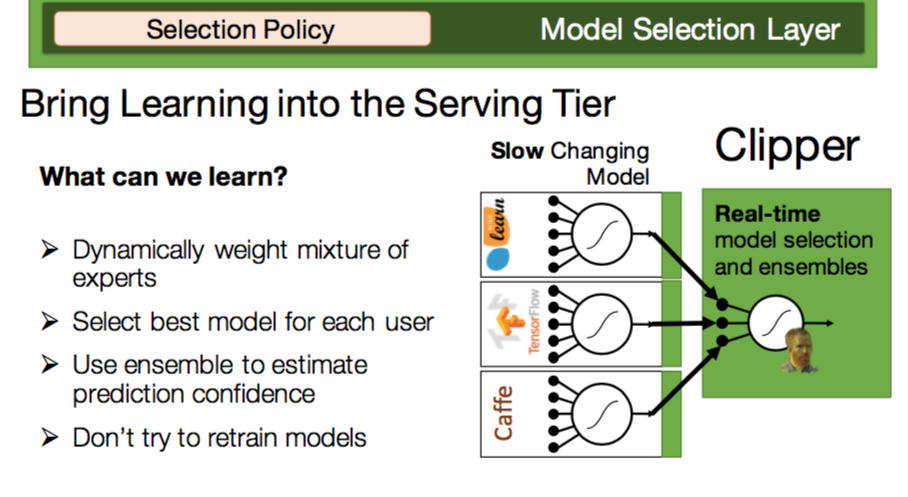 Selection Policy
Model Selection Layer
Bring Learning into the Serving Tier
What can we learn?
➢ Dynamically weight mixture of
experts
➢ Select best model for each user
➢ Use ensemble to estimate
prediction confidence
➢ Don't try to retrain models
Slow Changing
Model
learn
TensorFlow
Caffe
Clipper
Real-time
model selection
and ensembles